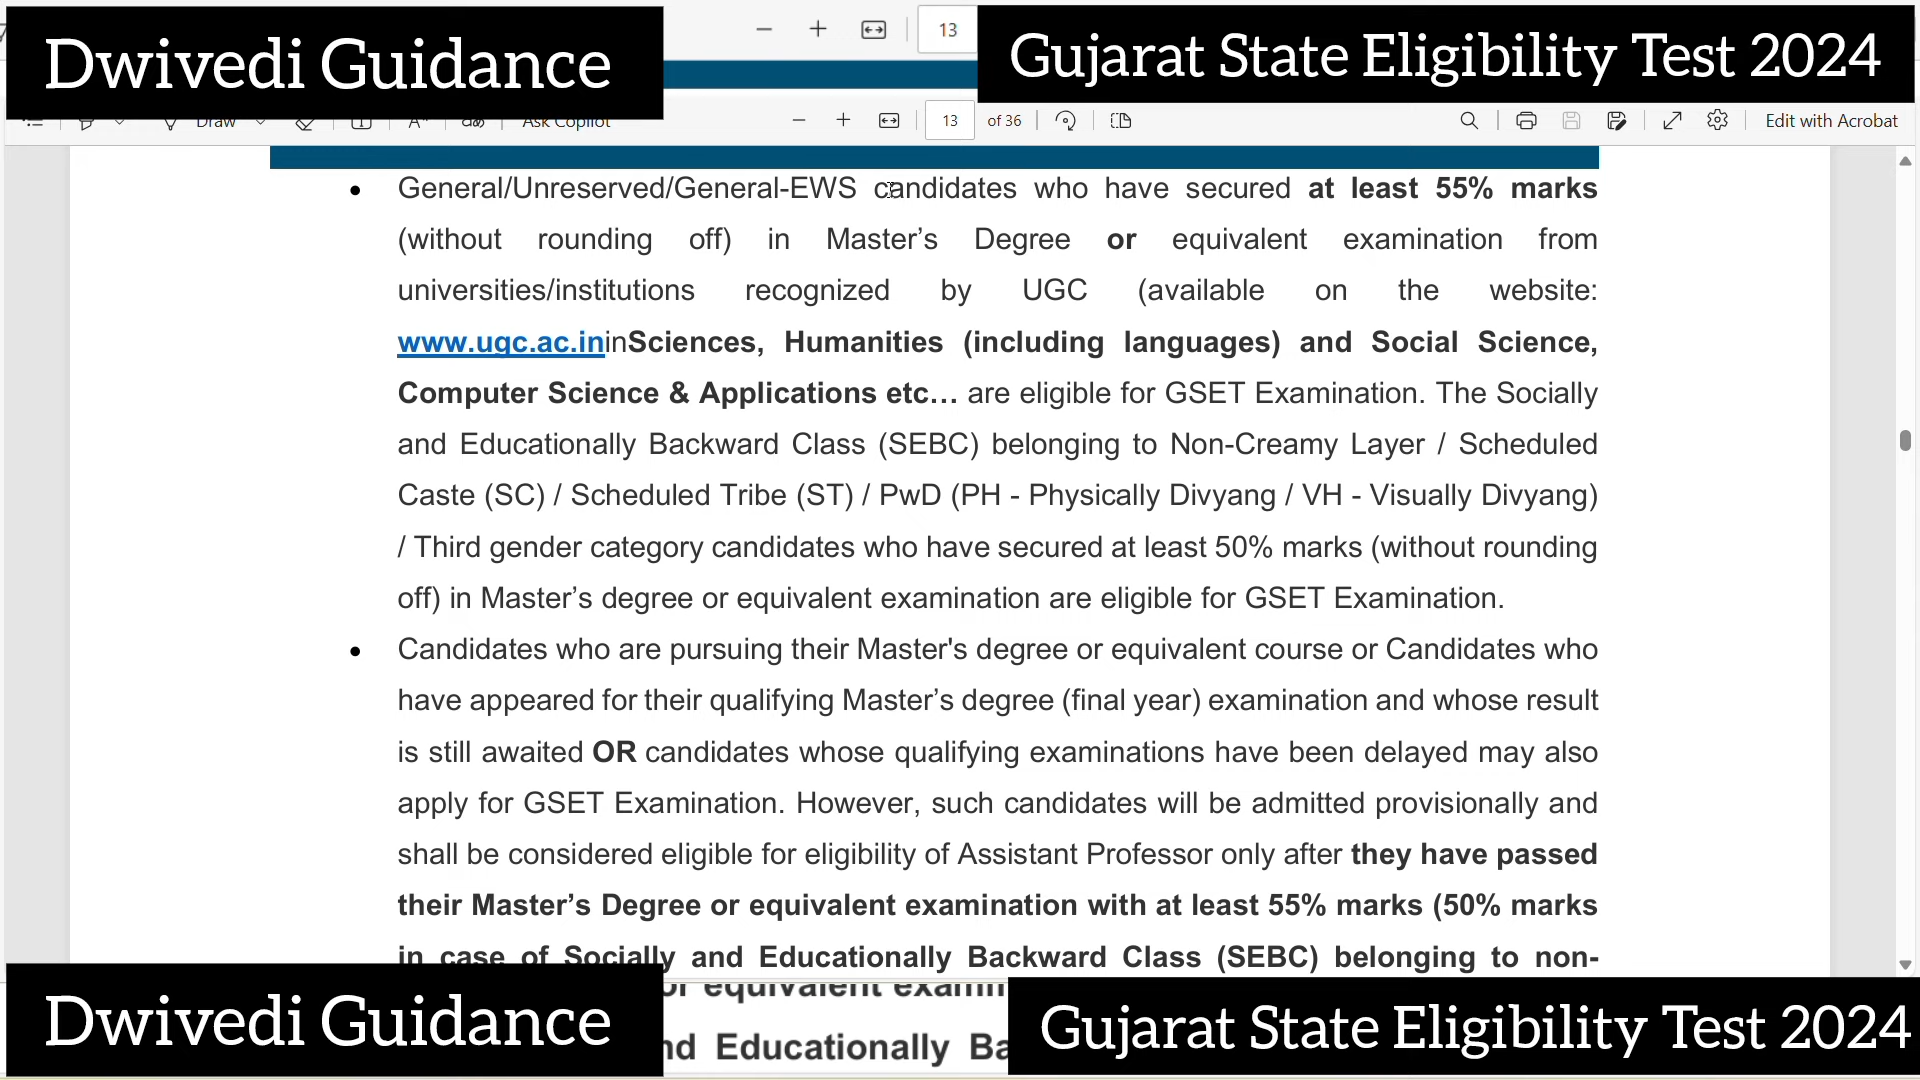 Dwivedi Guidance
13
Gujarat State Eligibility Test 2024
Draw
Ask Copilot
13 of 36
Edit with Acrobat
• General/Unreserved/General-EWS candidates who have secured at least 55% marks
(without rounding off) in Master’s Degree or equivalent examination from
universities/institutions recognized by UGC (available on the website:
www.ugc.ac.ininSciences, Humanities (including languages) and Social Science,
Computer Science & Applications etc… are eligible for GSET Examination. The Socially
and Educationally Backward Class (SEBC) belonging to Non-Creamy Layer / Scheduled
Caste (SC) / Scheduled Tribe (ST) / PwD (PH - Physically Divyang / VH - Visually Divyang)
/ Third gender category candidates who have secured at least 50% marks (without rounding
off) in Master’s degree or equivalent examination are eligible for GSET Examination.
• Candidates who are pursuing their Master's degree or equivalent course or Candidates who
have appeared for their qualifying Master’s degree (final year) examination and whose result
is still awaited OR candidates whose qualifying examinations have been delayed may also
apply for GSET Examination. However, such candidates will be admitted provisionally and
shall be considered eligible for eligibility of Assistant Professor only after they have passed
their Master’s Degree or equivalent examination with at least 55% marks (50% marks
in case of Socially and Educationally Backward Class (SEBC) belonging to non-
or equivalent
Dwivedi Guidance
Educationally
Gujarat State Eligibility Test 2024